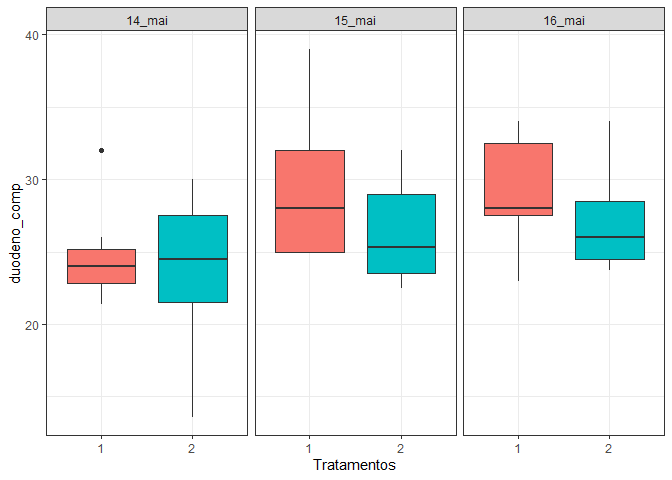 14_mai 15_mai 16_mai
40
30
20
duodeno_comp
1 2 1 2 1 2
Tratamentos